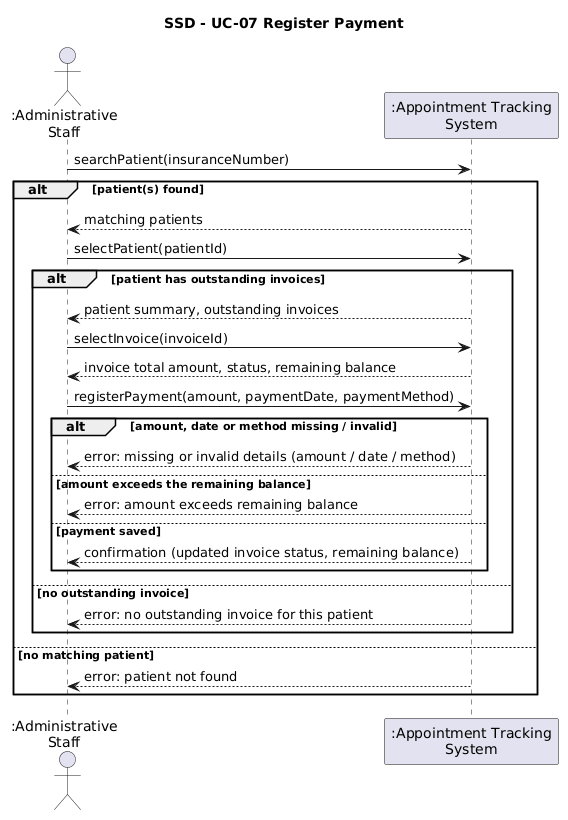 SSD - UC-07 Register Payment
:Administrative
Staff
:Appointment Tracking
System
searchPatient(insuranceNumber)
alt
[patient(s) found]
matching patients
selectPatient(patientId)
alt
[patient has outstanding invoices]
patient summary, outstanding invoices
selectInvoice(invoiceId)
invoice total amount, status, remaining balance
registerPayment(amount, paymentDate, paymentMethod)
alt
[amount, date or method missing / invalid]
error: missing or invalid details (amount / date / method)
[amount exceeds the remaining balance]
error: amount exceeds remaining balance
[payment saved]
confirmation (updated invoice status, remaining balance)
[no outstanding invoice]
error: no outstanding invoice for this patient
[no matching patient]
error: patient not found
:Administrative
Staff
:Appointment Tracking
System